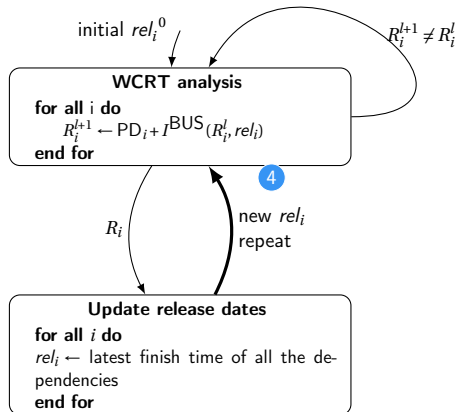 initial rel_i^0
R_i^{l+1} ≠ R_i^l
WCRT analysis
for all i do
R_i^{l+1} ← PD_i + I^{BUS}(R_i^l, rel_i)
end for
4
new rel_i
repeat
R_i
Update release dates
for all i do
rel_i ← latest finish time of all the de-
pendencies
end for